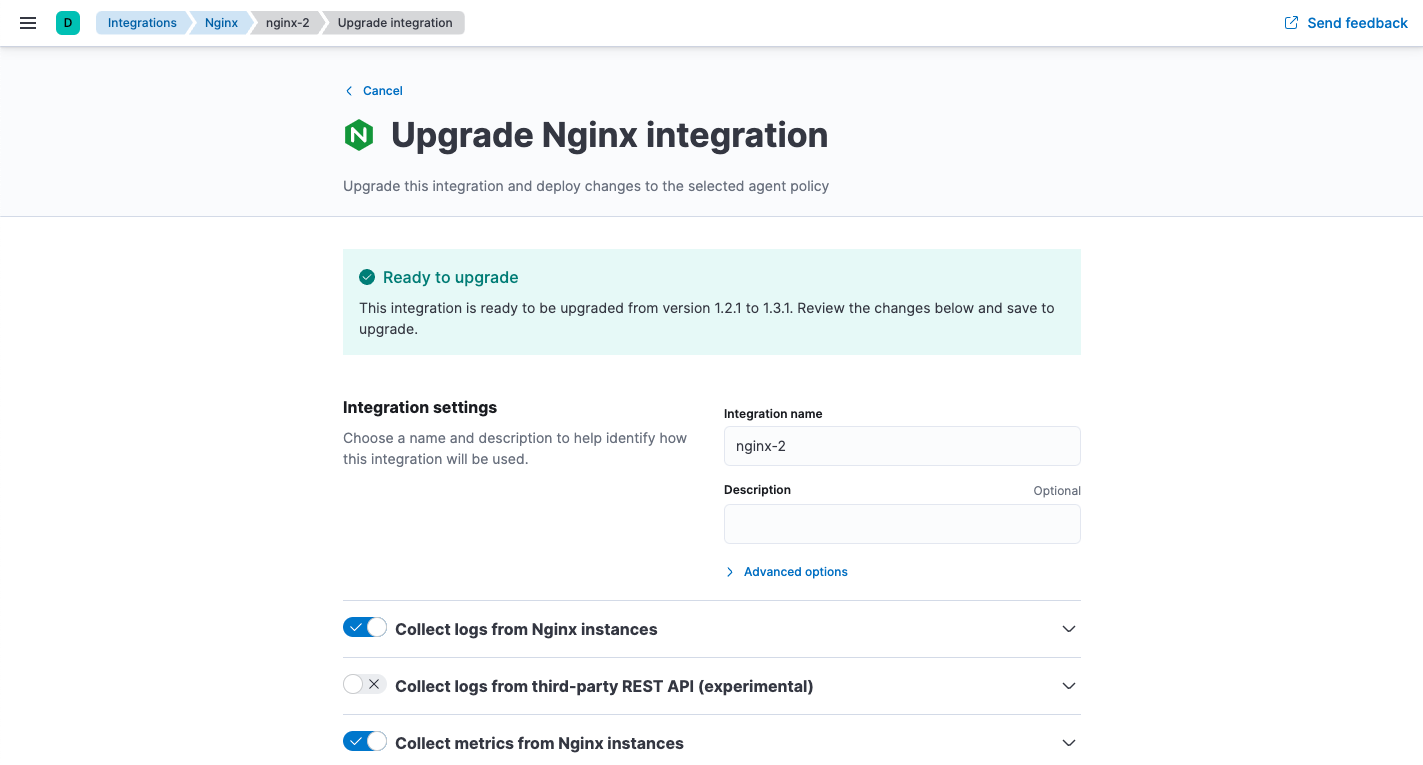 D
Integrations
Nginx
nginx-2
Upgrade integration
Send feedback
Cancel
N
Upgrade Nginx integration
Upgrade this integration and deploy changes to the selected agent policy
Ready to upgrade
This integration is ready to be upgraded from version 1.2.1 to 1.3.1. Review the changes below and save to
upgrade.
Integration settings
Choose a name and description to help identify how
this integration will be used.
Integration name
nginx-2
Description
Optional
Advanced options
Collect logs from Nginx instances
Collect logs from third-party REST API (experimental)
Collect metrics from Nginx instances